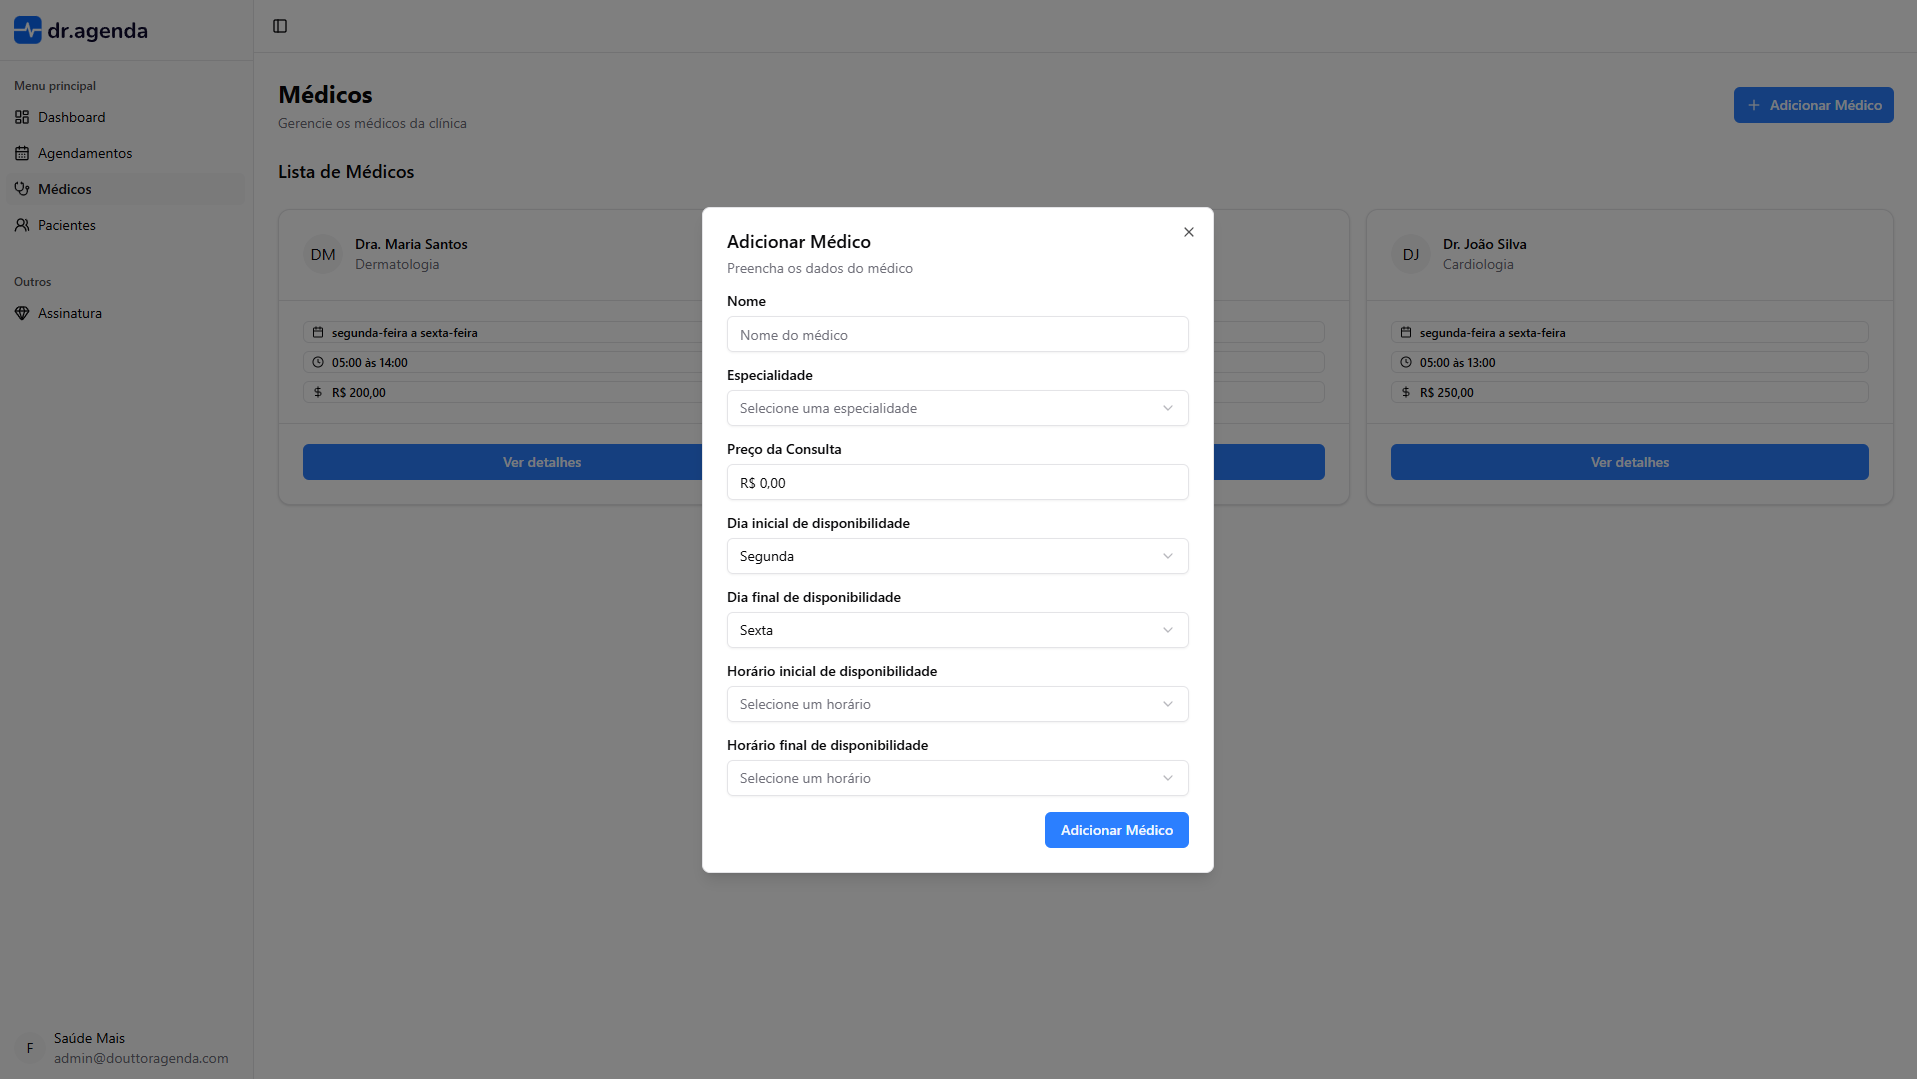 dr.agenda
Menu principal
Dashboard
Agendamentos
Médicos
Pacientes
Outros
Assinatura
F
Saúde Mais
admin@douttoragenda.com
Médicos
Gerencie os médicos da clínica
Adicionar Médico
Lista de Médicos
DM
Dra. Maria Santos
Dermatologia
segunda-feira a sexta-feira
05:00 às 14:00
R$ 200,00
Ver detalhes
DJ
Dr. João Silva
Cardiologia
segunda-feira a sexta-feira
05:00 às 13:00
R$ 250,00
Ver detalhes
Adicionar Médico
Preencha os dados do médico
Nome
Nome do médico
Especialidade
Selecione uma especialidade
Preço da Consulta
R$ 0,00
Dia inicial de disponibilidade
Segunda
Dia final de disponibilidade
Sexta
Horário inicial de disponibilidade
Selecione um horário
Horário final de disponibilidade
Selecione um horário
Adicionar Médico